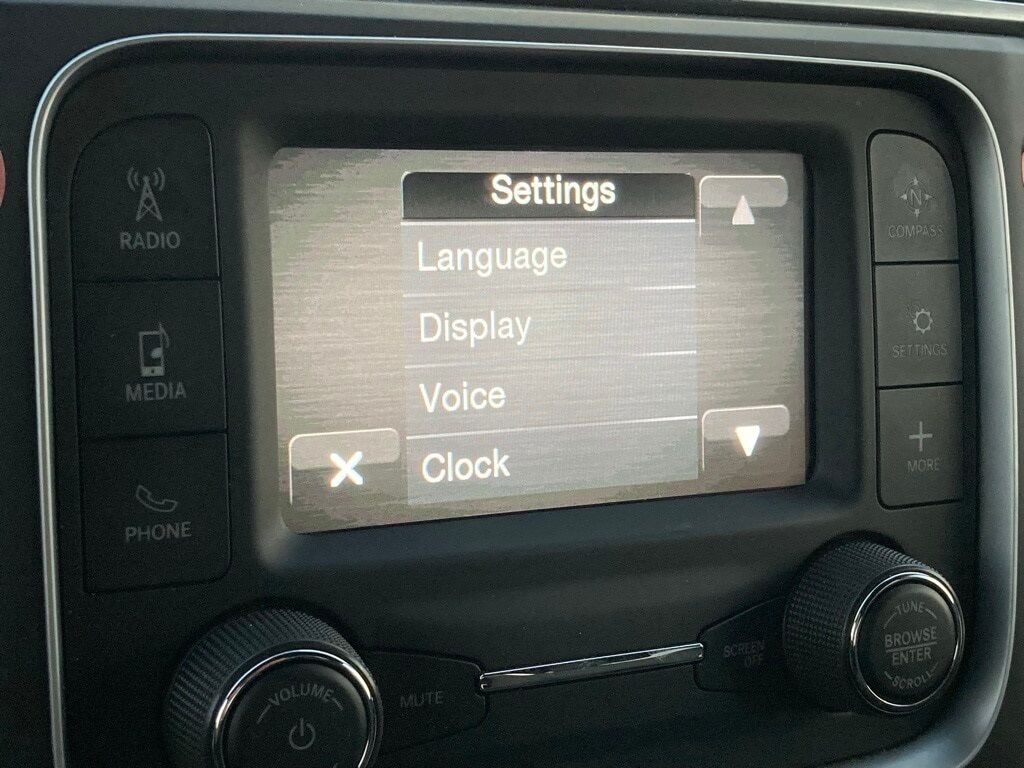 RADIO
MEDIA
PHONE
Settings
Language
Display
Voice
Clock
N
COMPASS
SETTINGS
MORE
VOLUME
MUTE
SCREEN
OFF
TUNE
BROWSE
ENTER
SCROLL